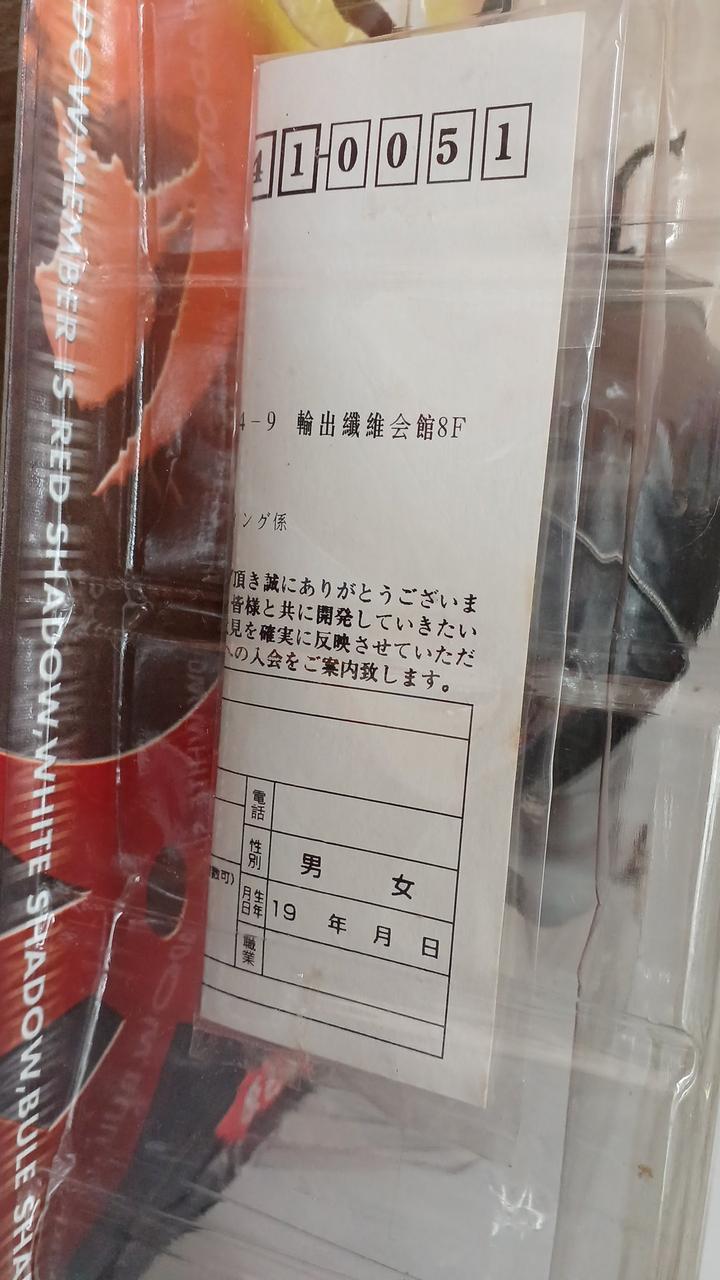 DOW,MEMBER IS RED SHADOW,WHITE SHADOW,BULE SHA
41-0051
4-9 輸出繊維会館8F
ング係
頂き誠にありがとうございま
皆様と共に開発していきたい
見を確実に反映させていただ
への入会をご案内致します。
電話
性別 男 女
数可)
生年月日 19 年 月 日
職業